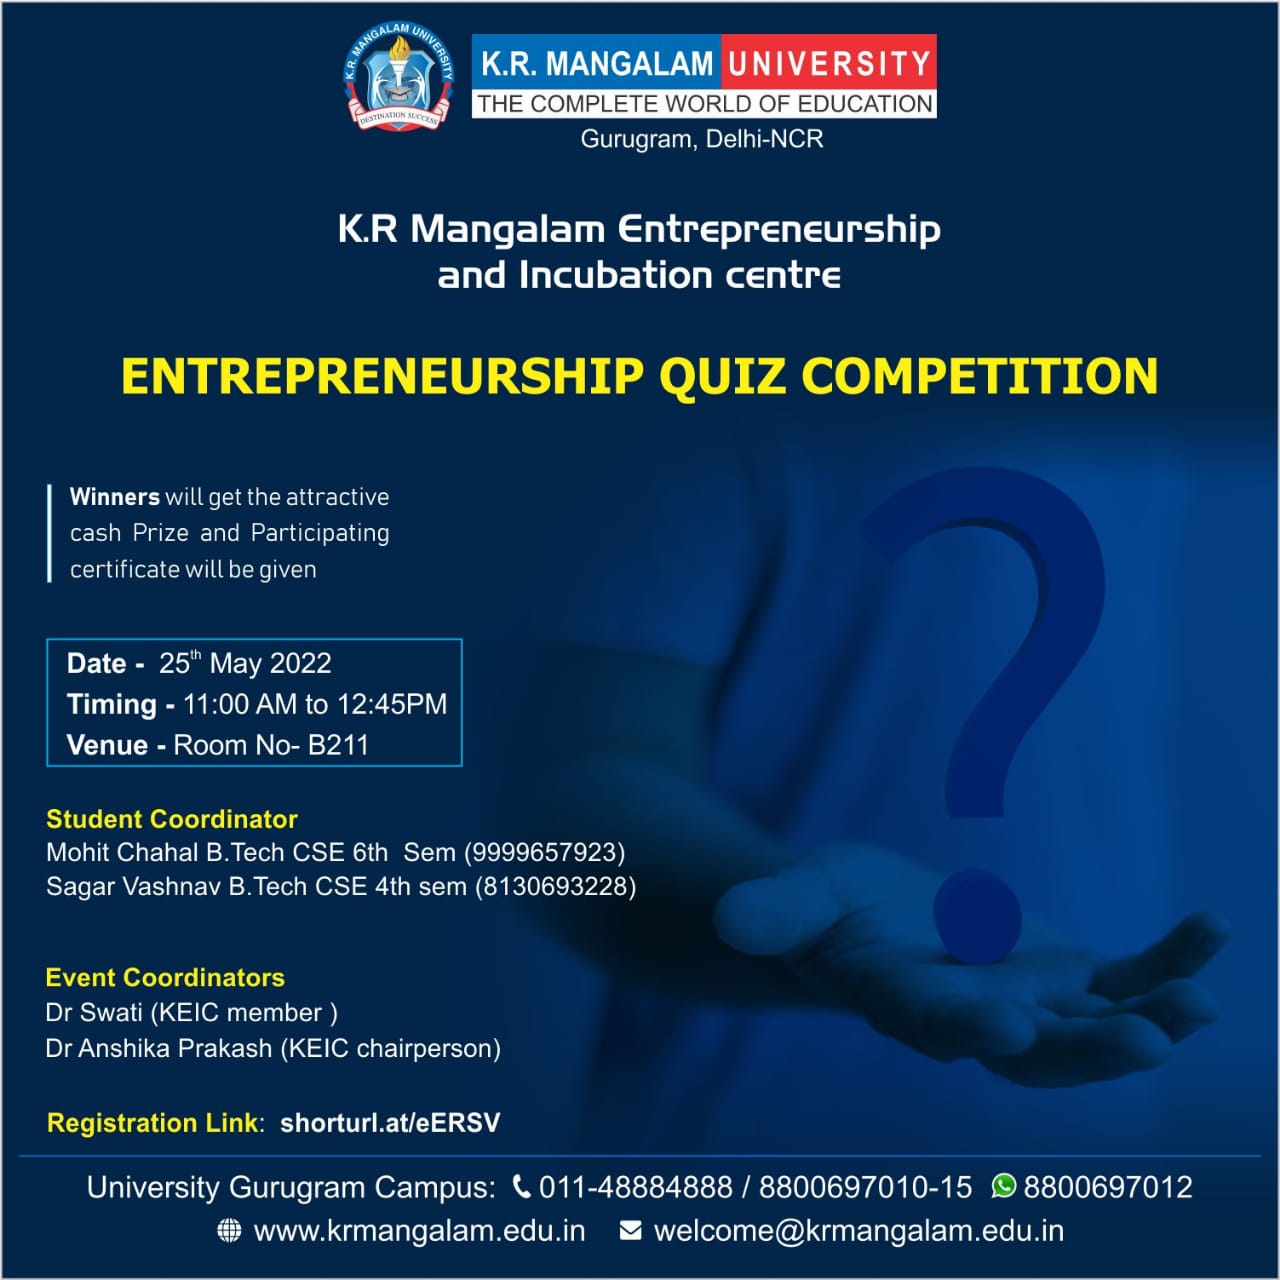 K.R. MANGALAM UNIVERSITY
DESTINATION SUCCESS
K.R. MANGALAM UNIVERSITY
THE COMPLETE WORLD OF EDUCATION
Gurugram, Delhi-NCR
K.R Mangalam Entrepreneurship
and Incubation centre
ENTREPRENEURSHIP QUIZ COMPETITION
Winners will get the attractive
cash Prize and Participating
certificate will be given
Date - 25th May 2022
Timing - 11:00 AM to 12:45PM
Venue - Room No- B211
Student Coordinator
Mohit Chahal B.Tech CSE 6th Sem (9999657923)
Sagar Vashnav B.Tech CSE 4th sem (8130693228)
Event Coordinators
Dr Swati (KEIC member )
Dr Anshika Prakash (KEIC chairperson)
Registration Link: shorturl.at/eERSV
University Gurugram Campus: 011-48884888 / 8800697010-15 8800697012
www.krmangalam.edu.in welcome@krmangalam.edu.in